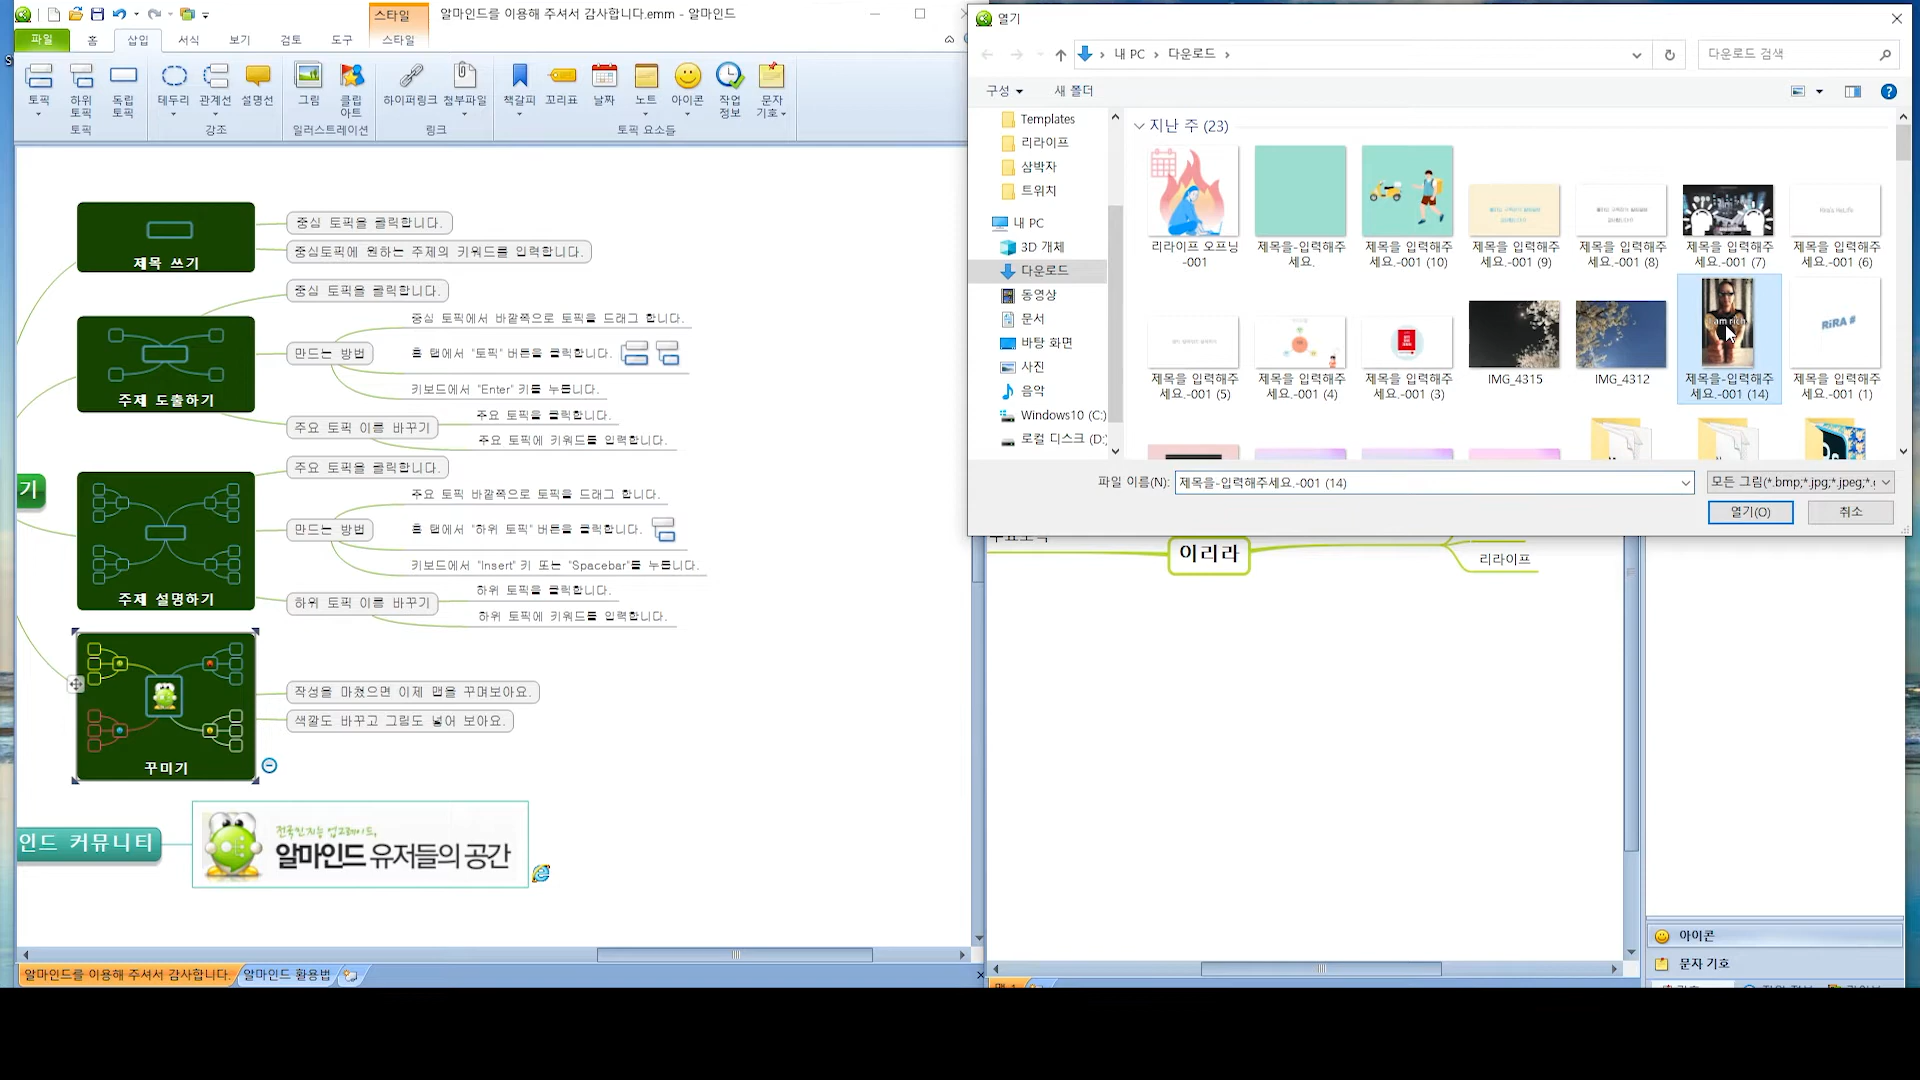 알마인드를 이용해 주셔서 감사합니다.emm - 알마인드
스타일
파일
홈
삽입
서식
보기
검토
도구
스타일
토픽
하위
토픽
독립
토픽
테두리
관계선
설명선
그림
클립
아트
하이퍼링크
첨부파일
책갈피
꼬리표
날짜
노트
아이콘
작업
정보
문자
기호
토픽
강조
일러스트레이션
링크
토픽 요소들
제목 쓰기
중심 토픽을 클릭합니다.
중심토픽에 원하는 주제의 키워드를 입력합니다.
주제 도출하기
중심 토픽을 클릭합니다.
만드는 방법
중심 토픽에서 바깥쪽으로 토픽을 드래그 합니다.
홈 탭에서 "토픽" 버튼을 클릭합니다.
키보드에서 "Enter" 키를 누릅니다.
주요 토픽 이름 바꾸기
주요 토픽을 클릭합니다.
주요 토픽에 키워드를 입력합니다.
기
주제 설명하기
주요 토픽을 클릭합니다.
만드는 방법
주요 토픽 바깥쪽으로 토픽을 드래그 합니다.
홈 탭에서 "하위 토픽" 버튼을 클릭합니다.
키보드에서 "Insert" 키 또는 "Spacebar"를 누릅니다.
하위 토픽 이름 바꾸기
하위 토픽을 클릭합니다.
하위 토픽에 키워드를 입력합니다.
꾸미기
작성을 마쳤으면 이제 맵을 꾸며보아요.
색깔도 바꾸고 그림도 넣어 보아요.
인드 커뮤니티
전국민 지능 업그레이드,
알마인드 유저들의 공간
알마인드를 이용해 주셔서 감사합니다.
알마인드 활용법
열기
내 PC
다운로드
다운로드 검색
구성
새 폴더
Templates
리라이프
삼박자
트위치
내 PC
3D 개체
다운로드
동영상
문서
바탕 화면
사진
음악
Windows10 (C:)
로컬 디스크 (D:)
지난 주 (23)
리라이프 오프닝
-001
제목을-입력해주
세요.
제목을 입력해주
세요.-001 (10)
제목을 입력해주
세요.-001 (9)
제목을 입력해주
세요.-001 (8)
제목을 입력해주
세요.-001 (7)
제목을 입력해주
세요.-001 (6)
제목을 입력해주
세요.-001 (5)
제목을 입력해주
세요.-001 (4)
제목을 입력해주
세요.-001 (3)
IMG_4315
IMG_4312
I am rich
제목을-입력해주
세요.-001 (14)
RiRA #
제목을 입력해주
세요.-001 (1)
파일 이름(N):
제목을-입력해주세요.-001 (14)
모든 그림(*.bmp;*.jpg;*.jpeg;*.
열기(O)
취소
주요토픽
이리라
리라이프
아이콘
문자 기호
맵 1